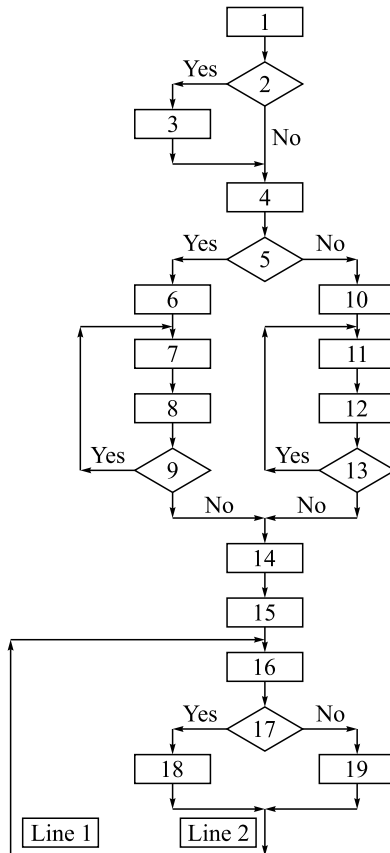 1
Yes
2
3
No
4
Yes No
5
6 10
7 11
8 12
Yes Yes
9 13
No No
14
15
16
Yes No
17
18 19
Line 1 Line 2